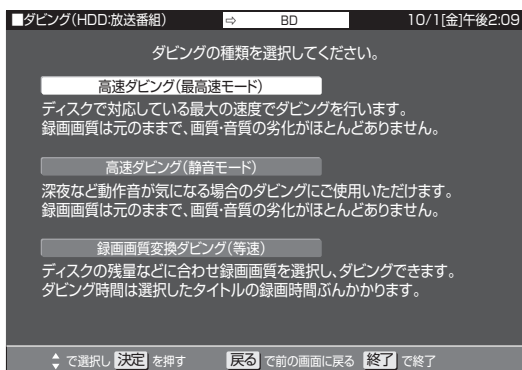 ■ダビング(HDD:放送番組) ⇨ BD 10/1[金]午後2:09
ダビングの種類を選択してください。
高速ダビング(最高速モード)
ディスクで対応している最大の速度でダビングを行います。
録画画質は元のままで、画質・音質の劣化がほとんどありません。
高速ダビング(静音モード)
深夜など動作音が気になる場合のダビングにご使用いただけます。
録画画質は元のままで、画質・音質の劣化がほとんどありません。
録画画質変換ダビング(等速)
ディスクの残量などに合わせ録画画質を選択し、ダビングできます。
ダビング時間は選択したタイトルの録画時間ぶんかかります。
で選択し 決定 を押す 戻る で前の画面に戻る 終了 で終了